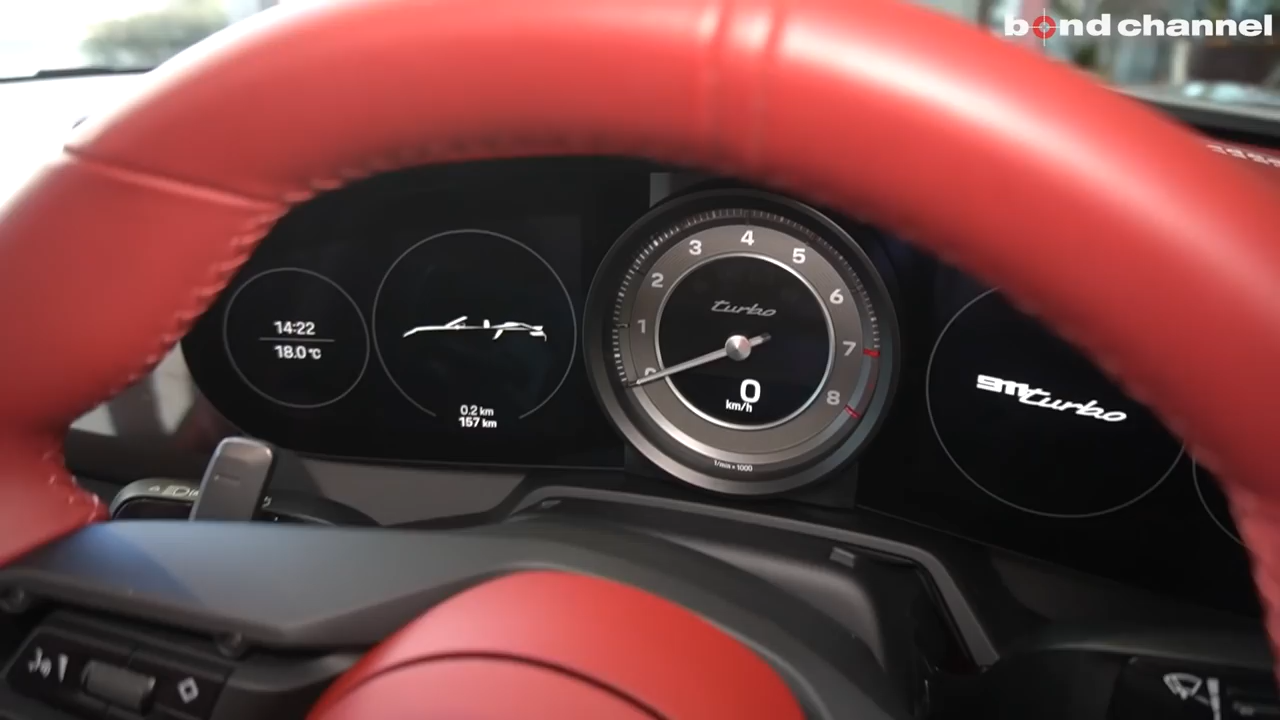 bond channel
14:22
18.0°C
0.2 km
157 km
1
2
3
4
5
6
7
8
turbo
0
km/h
1/min x 1000
911 turbo